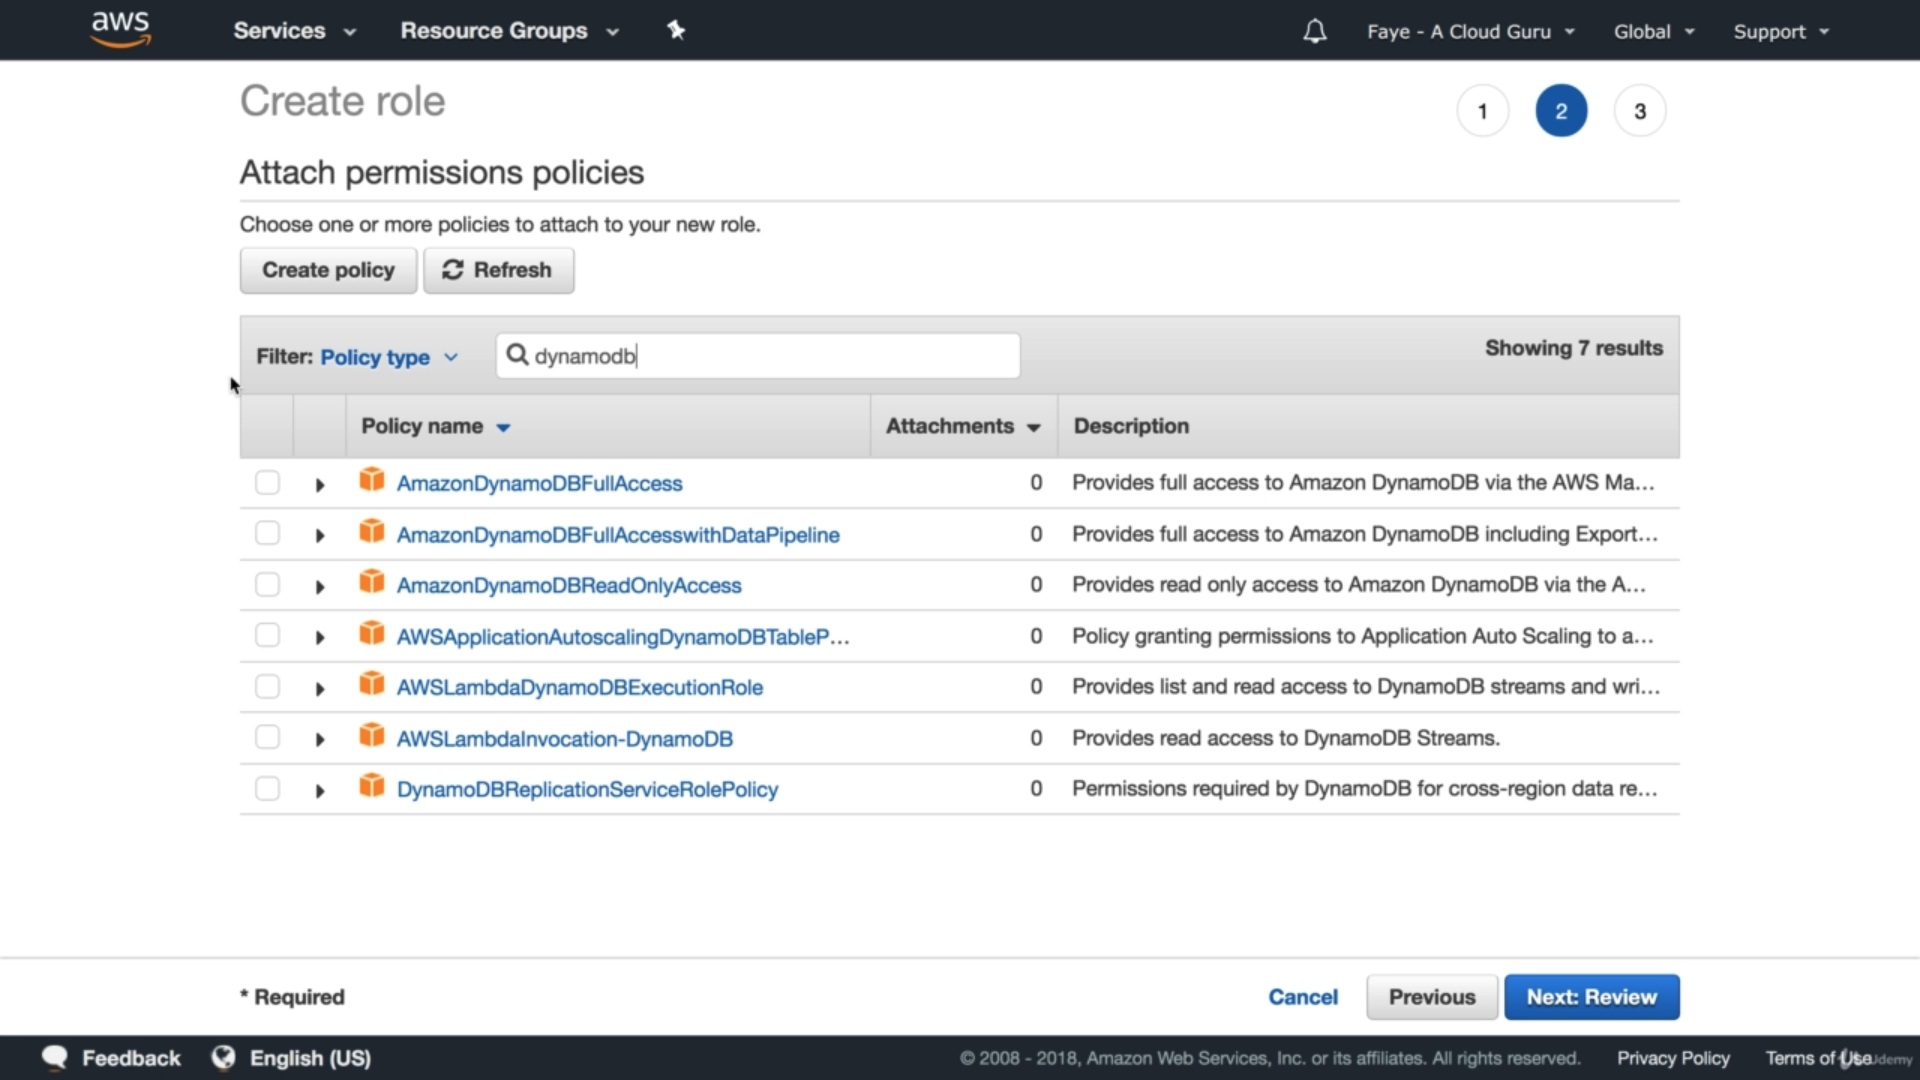 aws Services Resource Groups Faye - A Cloud Guru Global Support
Create role 1 2 3
Attach permissions policies
Choose one or more policies to attach to your new role.
Create policy Refresh
Filter: Policy type dynamodb Showing 7 results
Policy name Attachments Description
AmazonDynamoDBFullAccess 0 Provides full access to Amazon DynamoDB via the AWS Ma...
AmazonDynamoDBFullAccesswithDataPipeline 0 Provides full access to Amazon DynamoDB including Export...
AmazonDynamoDBReadOnlyAccess 0 Provides read only access to Amazon DynamoDB via the A...
AWSApplicationAutoscalingDynamoDBTableP... 0 Policy granting permissions to Application Auto Scaling to a...
AWSLambdaDynamoDBExecutionRole 0 Provides list and read access to DynamoDB streams and wri...
AWSLambdaInvocation-DynamoDB 0 Provides read access to DynamoDB Streams.
DynamoDBReplicationServiceRolePolicy 0 Permissions required by DynamoDB for cross-region data re...
* Required Cancel Previous Next: Review
Feedback English (US) © 2008 - 2018, Amazon Web Services, Inc. or its affiliates. All rights reserved. Privacy Policy Terms of Use Udemy